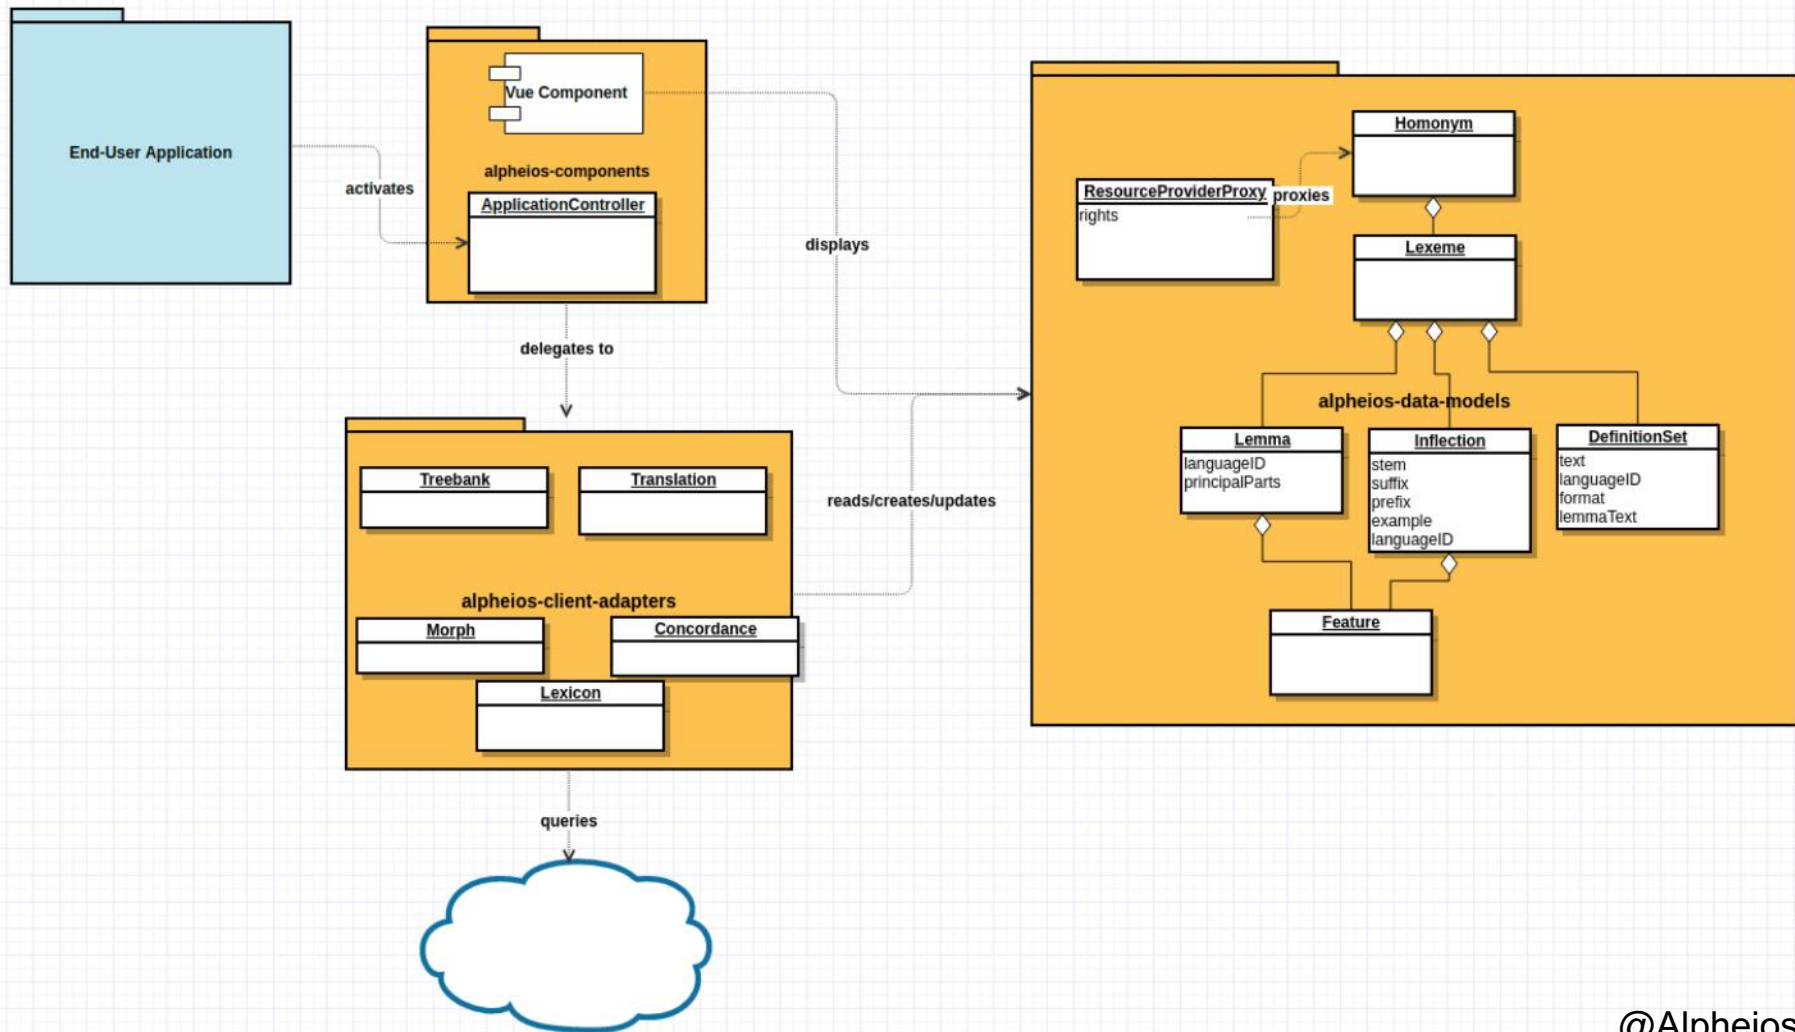 End-User Application
activates
Vue Component
alpheios-components
ApplicationController
delegates to
displays
reads/creates/updates
Treebank
Translation
alpheios-client-adapters
Morph
Concordance
Lexicon
queries
Homonym
ResourceProviderProxy
rights
proxies
Lexeme
alpheios-data-models
Lemma
languageID
principalParts
Inflection
stem
suffix
prefix
example
languageID
DefinitionSet
text
languageID
format
lemmaText
Feature
@Alpheios